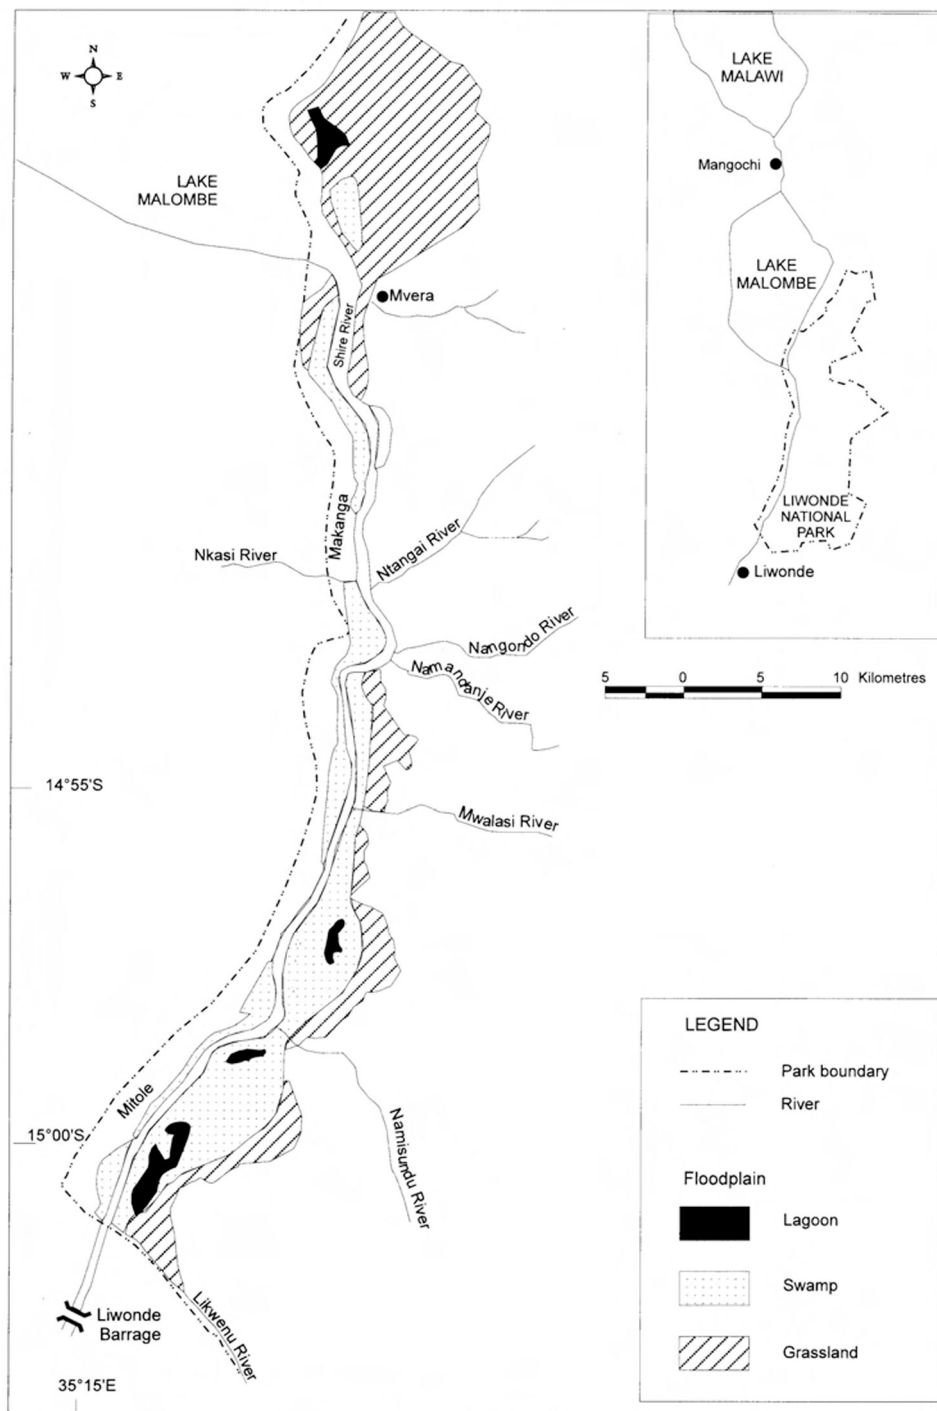 N
W E
S
LAKE
MALOMBE
Mvera
Shire River
Makanga
Nkasi River
Ntangai River
Nangondo River
Namandanje River
14°55'S
Mwalasi River
Mitole
15°00'S
Namisundu River
Likwenu River
Liwonde
Barrage
35°15'E
LAKE
MALAWI
Mangochi
LAKE
MALOMBE
LIWONDE
NATIONAL
PARK
Liwonde
5 0 5 10 Kilometres
LEGEND
Park boundary
River
Floodplain
Lagoon
Swamp
Grassland